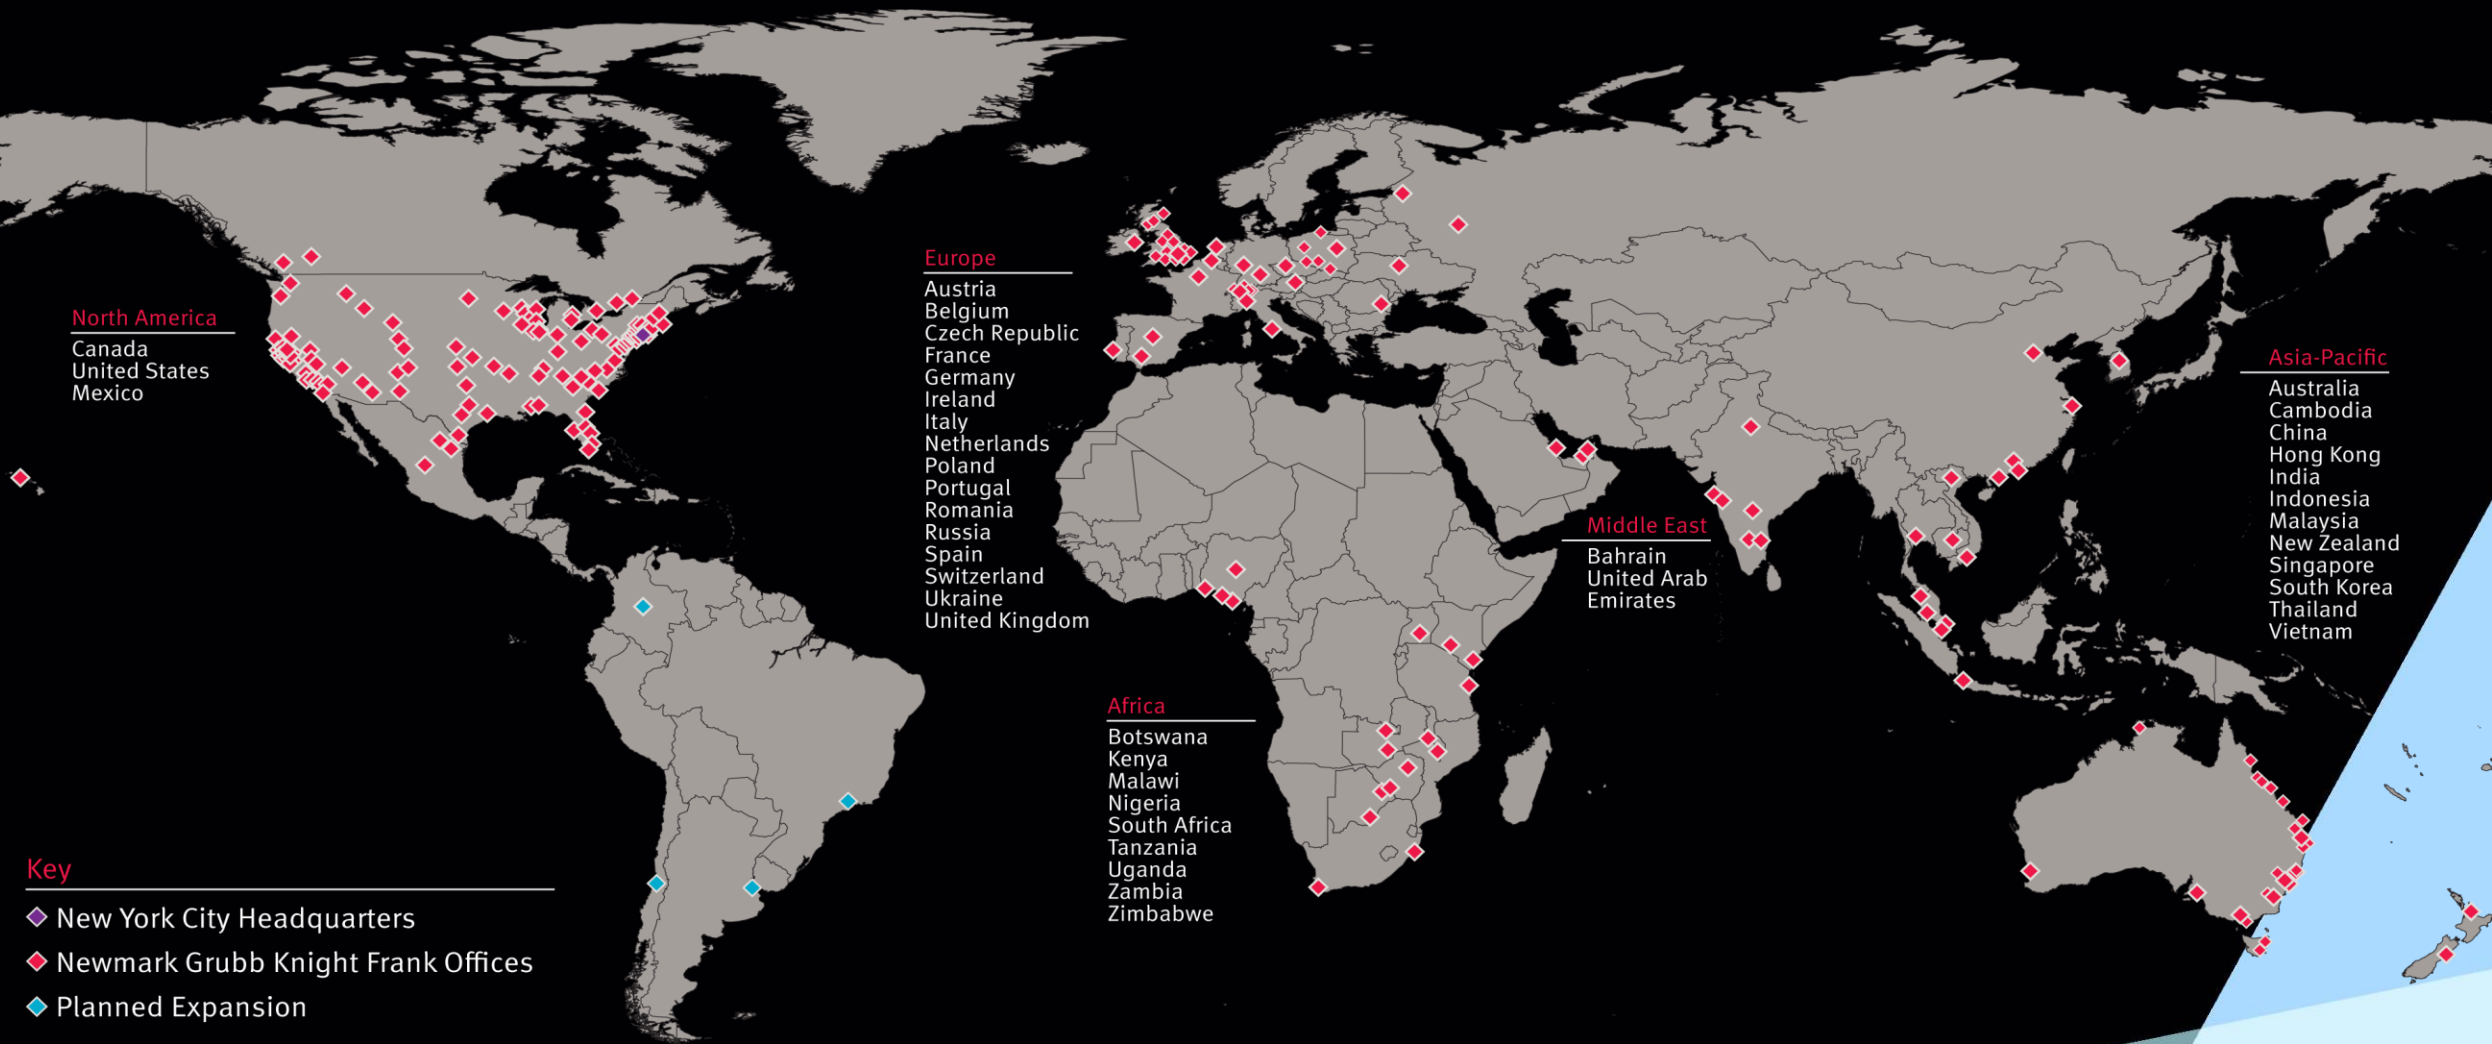 North America
Canada
United States
Mexico
Europe
Austria
Belgium
Czech Republic
France
Germany
Ireland
Italy
Netherlands
Poland
Portugal
Romania
Russia
Spain
Switzerland
Ukraine
United Kingdom
Africa
Botswana
Kenya
Malawi
Nigeria
South Africa
Tanzania
Uganda
Zambia
Zimbabwe
Middle East
Bahrain
United Arab
Emirates
Asia-Pacific
Australia
Cambodia
China
Hong Kong
India
Indonesia
Malaysia
New Zealand
Singapore
South Korea
Thailand
Vietnam
Key
New York City Headquarters
Newmark Grubb Knight Frank Offices
Planned Expansion